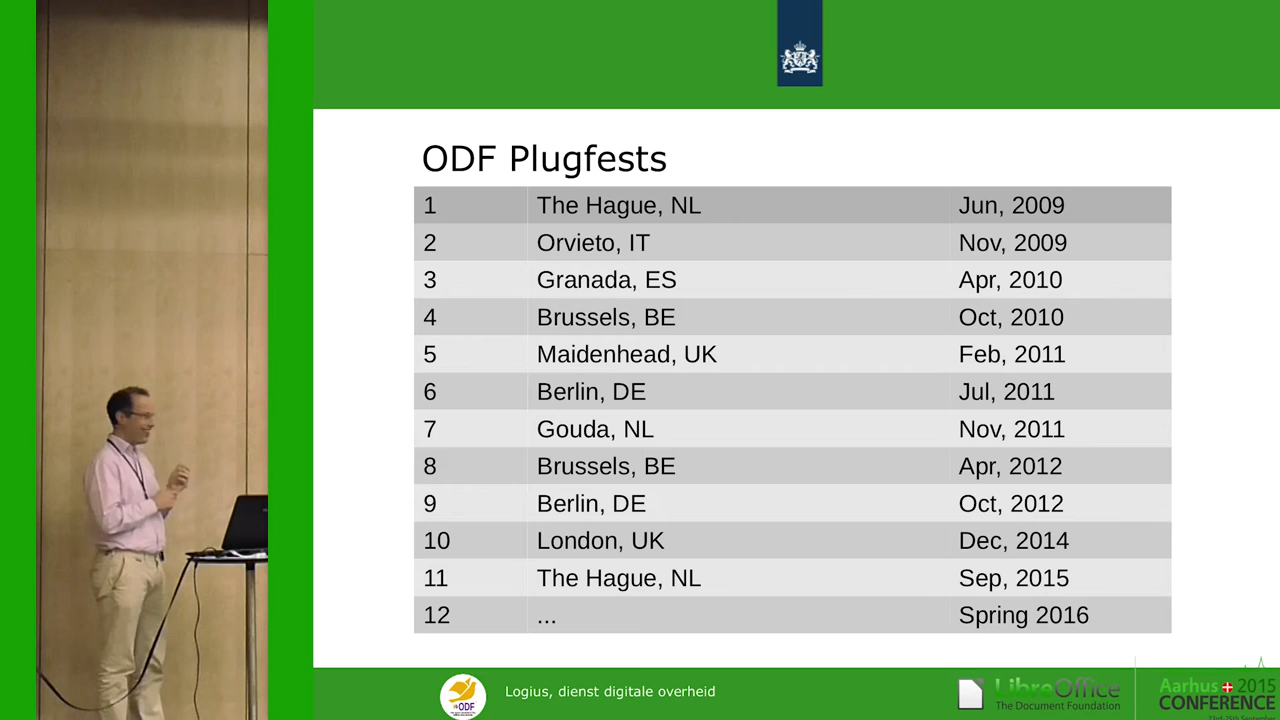 ODF Plugfests
1 The Hague, NL Jun, 2009
2 Orvieto, IT Nov, 2009
3 Granada, ES Apr, 2010
4 Brussels, BE Oct, 2010
5 Maidenhead, UK Feb, 2011
6 Berlin, DE Jul, 2011
7 Gouda, NL Nov, 2011
8 Brussels, BE Apr, 2012
9 Berlin, DE Oct, 2012
10 London, UK Dec, 2014
11 The Hague, NL Sep, 2015
12 ... Spring 2016
ODF
Logius, dienst digitale overheid
LibreOffice
The Document Foundation
Aarhus 2015
CONFERENCE